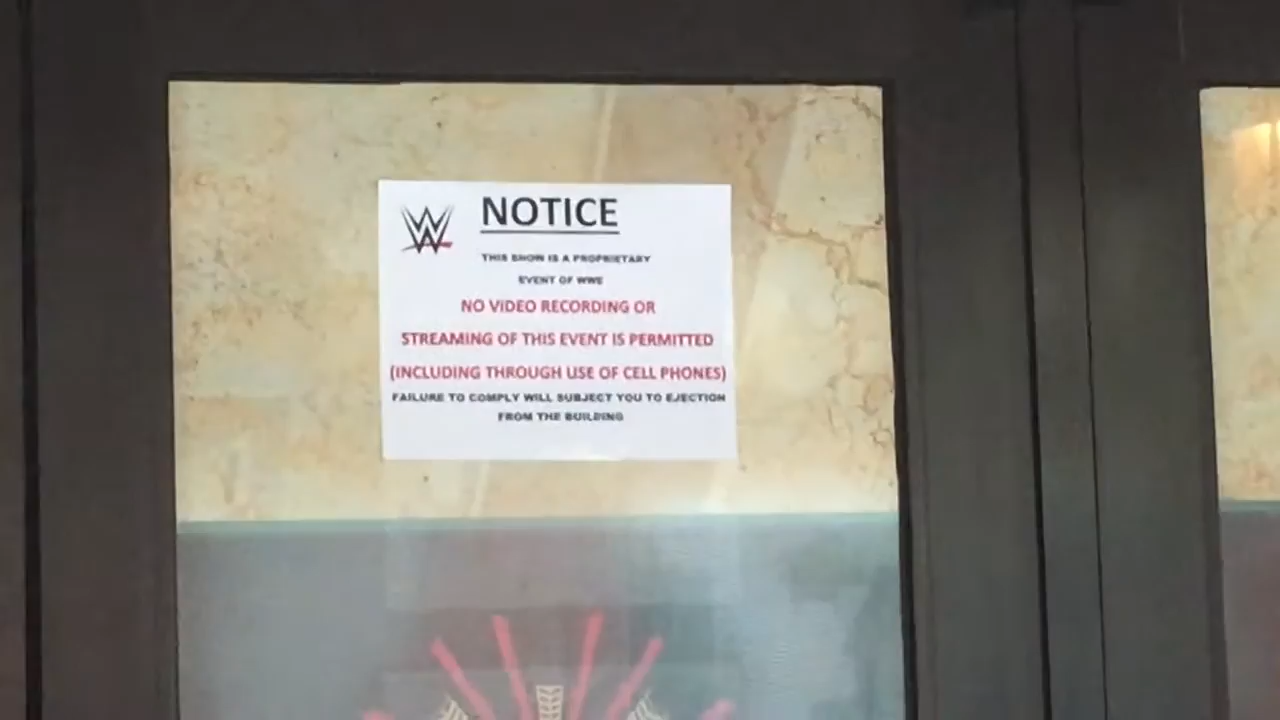 W
NOTICE
THIS SHOW IS A PROPRIETARY
EVENT OF WWE
NO VIDEO RECORDING OR
STREAMING OF THIS EVENT IS PERMITTED
(INCLUDING THROUGH USE OF CELL PHONES)
FAILURE TO COMPLY WILL SUBJECT YOU TO EJECTION
FROM THE BUILDING